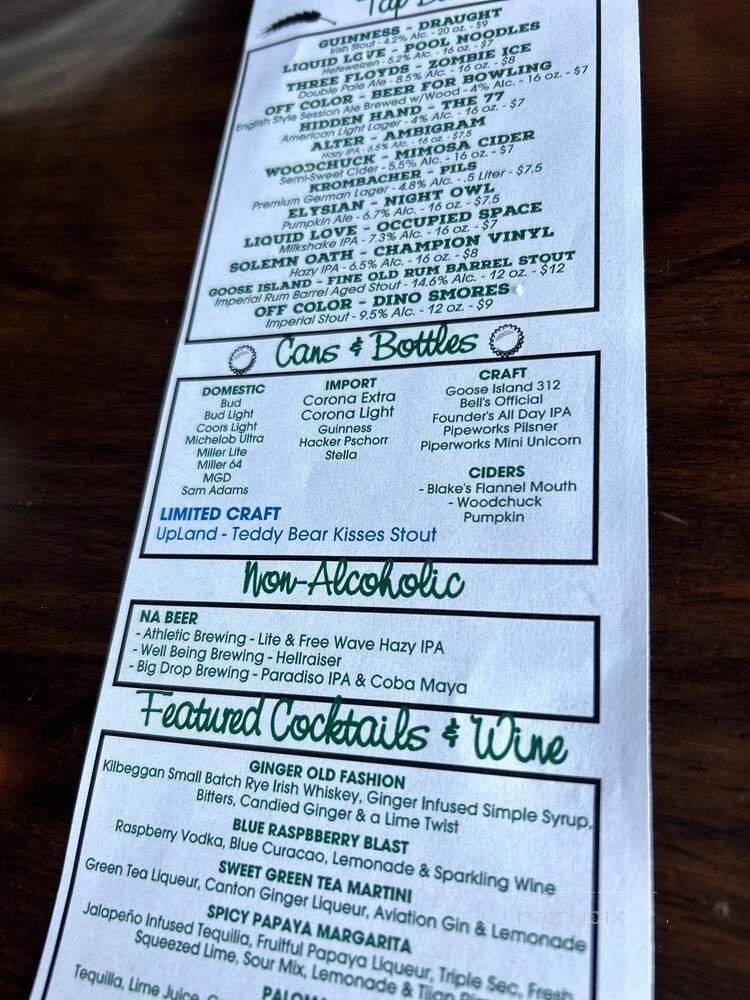 Tap
GUINNESS - DRAUGHT
Irish Stout - 4.2% Alc. - 20 oz. - $9
LIQUID LOVE - POOL NOODLES
Hefeweizen - 5.2% Alc. - 16 oz. - $7
THREE FLOYDS - ZOMBIE ICE
Double Pale Ale - 8.5% Alc. - 16 oz. - $8
OFF COLOR - BEER FOR BOWLING
English Style Session Ale Brewed w/Wood - 4% Alc. - 16 oz. - $7
HIDDEN HAND - THE 77
American Light Lager - 4% Alc. - 16 oz. - $7
ALTER - AMBIGRAM
Hazy IPA - 6.5% Alc. - 16 oz. - $7.5
WOODCHUCK - MIMOSA CIDER
Semi-Sweet Cider - 5.5% Alc. - 16 oz. - $7
KROMBACHER - PILS
Premium German Lager - 4.8% Alc. - .5 Liter - $7.5
ELYSIAN - NIGHT OWL
Pumpkin Ale - 6.7% Alc. - 16 oz. - $7.5
LIQUID LOVE - OCCUPIED SPACE
Milkshake IPA - 7.3% Alc. - 16 oz. - $7
SOLEMN OATH - CHAMPION VINYL
Hazy IPA - 6.5% Alc. - 16 oz. - $8
GOOSE ISLAND - FINE OLD RUM BARREL STOUT
Imperial Rum Barrel Aged Stout - 14.6% Alc. - 12 oz. - $12
OFF COLOR - DINO SMORES
Imperial Stout - 9.5% Alc. - 12 oz. - $9
Cans & Bottles
DOMESTIC
Bud
Bud Light
Coors Light
Michelob Ultra
Miller Lite
Miller 64
MGD
Sam Adams
IMPORT
Corona Extra
Corona Light
Guinness
Hacker Pschorr
Stella
CRAFT
Goose Island 312
Bell's Official
Founder's All Day IPA
Pipeworks Pilsner
Piperworks Mini Unicorn
CIDERS
- Blake's Flannel Mouth
- Woodchuck
Pumpkin
LIMITED CRAFT
UpLand - Teddy Bear Kisses Stout
Non-Alcoholic
NA BEER
- Athletic Brewing - Lite & Free Wave Hazy IPA
- Well Being Brewing - Hellraiser
- Big Drop Brewing - Paradiso IPA & Coba Maya
Featured Cocktails & Wine
GINGER OLD FASHION
Kilbeggan Small Batch Rye Irish Whiskey, Ginger Infused Simple Syrup,
Bitters, Candied Ginger & a Lime Twist
BLUE RASPBBERRY BLAST
Raspberry Vodka, Blue Curacao, Lemonade & Sparkling Wine
SWEET GREEN TEA MARTINI
Green Tea Liqueur, Canton Ginger Liqueur, Aviation Gin & Lemonade
SPICY PAPAYA MARGARITA
Jalapeño Infused Tequilla, Fruitful Papaya Liqueur, Triple Sec, Fresh
Squeezed Lime, Sour Mix, Lemonade &
PALOMA
Tequilla, Lime Juice,
menupix